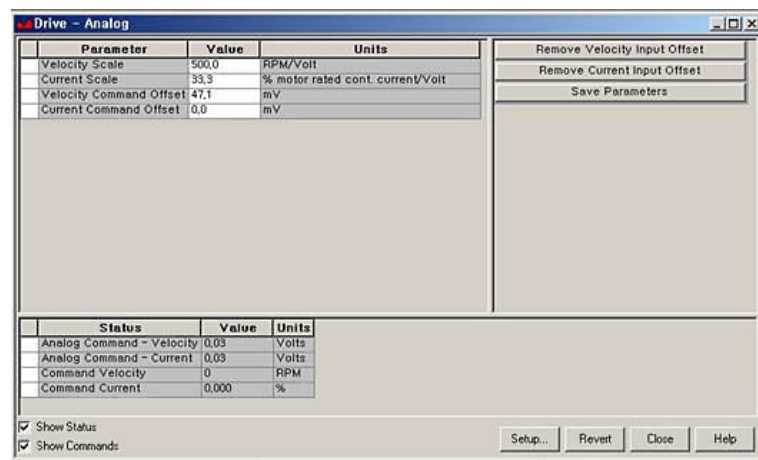 Drive - Analog
Parameter Value Units
Velocity Scale 500,0 RPM/Volt
Current Scale 33,3 % motor rated cont. current/Volt
Velocity Command Offset 47,1 mV
Current Command Offset 0,0 mV
Remove Velocity Input Offset
Remove Current Input Offset
Save Parameters
Status Value Units
Analog Command - Velocity 0,03 Volts
Analog Command - Current 0,03 Volts
Command Velocity 0 RPM
Command Current 0,000 %
Show Status
Show Commands
Setup... Revert Close Help